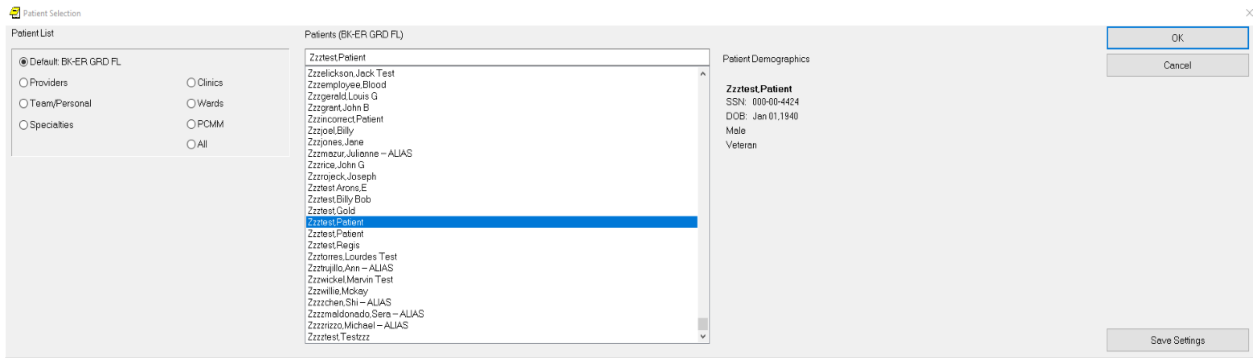 Patient Selection
Patient List
Default: BK-ER GRD FL
Providers
Clinics
Team/Personal
Wards
Specialties
PCMM
All
Patients (BK-ER GRD FL)
Zzztest,Patient
Zzzelickson,Jack Test
Zzzemployee,Blood
Zzzgerald,Louis G
Zzzgrant,John B
Zzzincorrect,Patient
Zzzjoel,Billy
Zzzjones,Jane
Zzzmazur,Julianne – ALIAS
Zzzrice,John G
Zzzrojeck,Joseph
Zzztest Arons,E
Zzztest,Billy Bob
Zzztest,Gold
Zzztest,Patient
Zzztest,Patient
Zzztest,Regis
Zzztorres,Lourdes Test
Zzztrujillo,Ann – ALIAS
Zzzwickel,Marvin Test
Zzzwillie,Mckay
Zzzzchen,Shi – ALIAS
Zzzzmaldonado,Sera – ALIAS
Zzzzrizzo,Michael – ALIAS
Zzzztest,Testzzz
Patient Demographics
Zzztest,Patient
SSN: 000-00-4424
DOB: Jan 01,1940
Male
Veteran
OK
Cancel
Save Settings